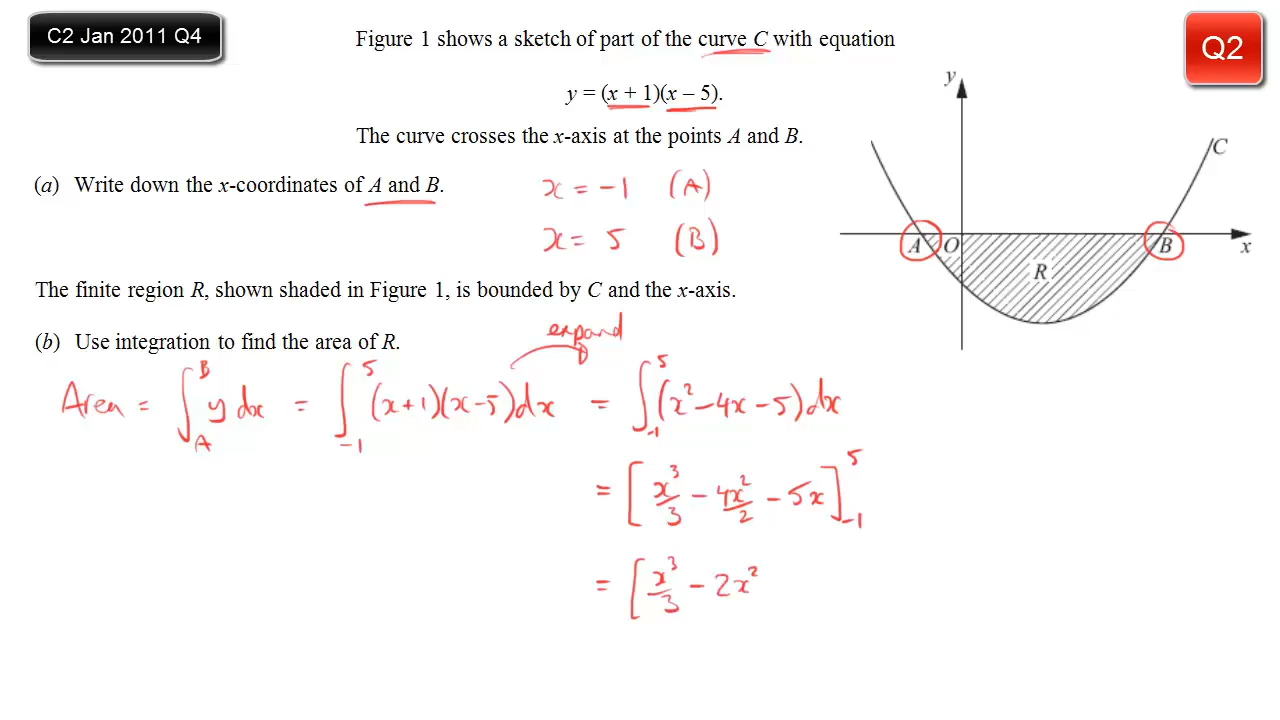 C2 Jan 2011 Q4
Q2
Figure 1 shows a sketch of part of the curve C with equation
y = (x + 1)(x – 5).
The curve crosses the x-axis at the points A and B.
(a) Write down the x-coordinates of A and B.
x = -1 (A)
x = 5 (B)
y
C
A O B x
R
The finite region R, shown shaded in Figure 1, is bounded by C and the x-axis.
(b) Use integration to find the area of R.
expand
Area = ∫_A^B y dx = ∫_{-1}^5 (x+1)(x-5) dx = ∫_{-1}^5 (x² - 4x - 5) dx
= [x³/3 - 4x²/2 - 5x]_{-1}^5
= [x³/3 - 2x²